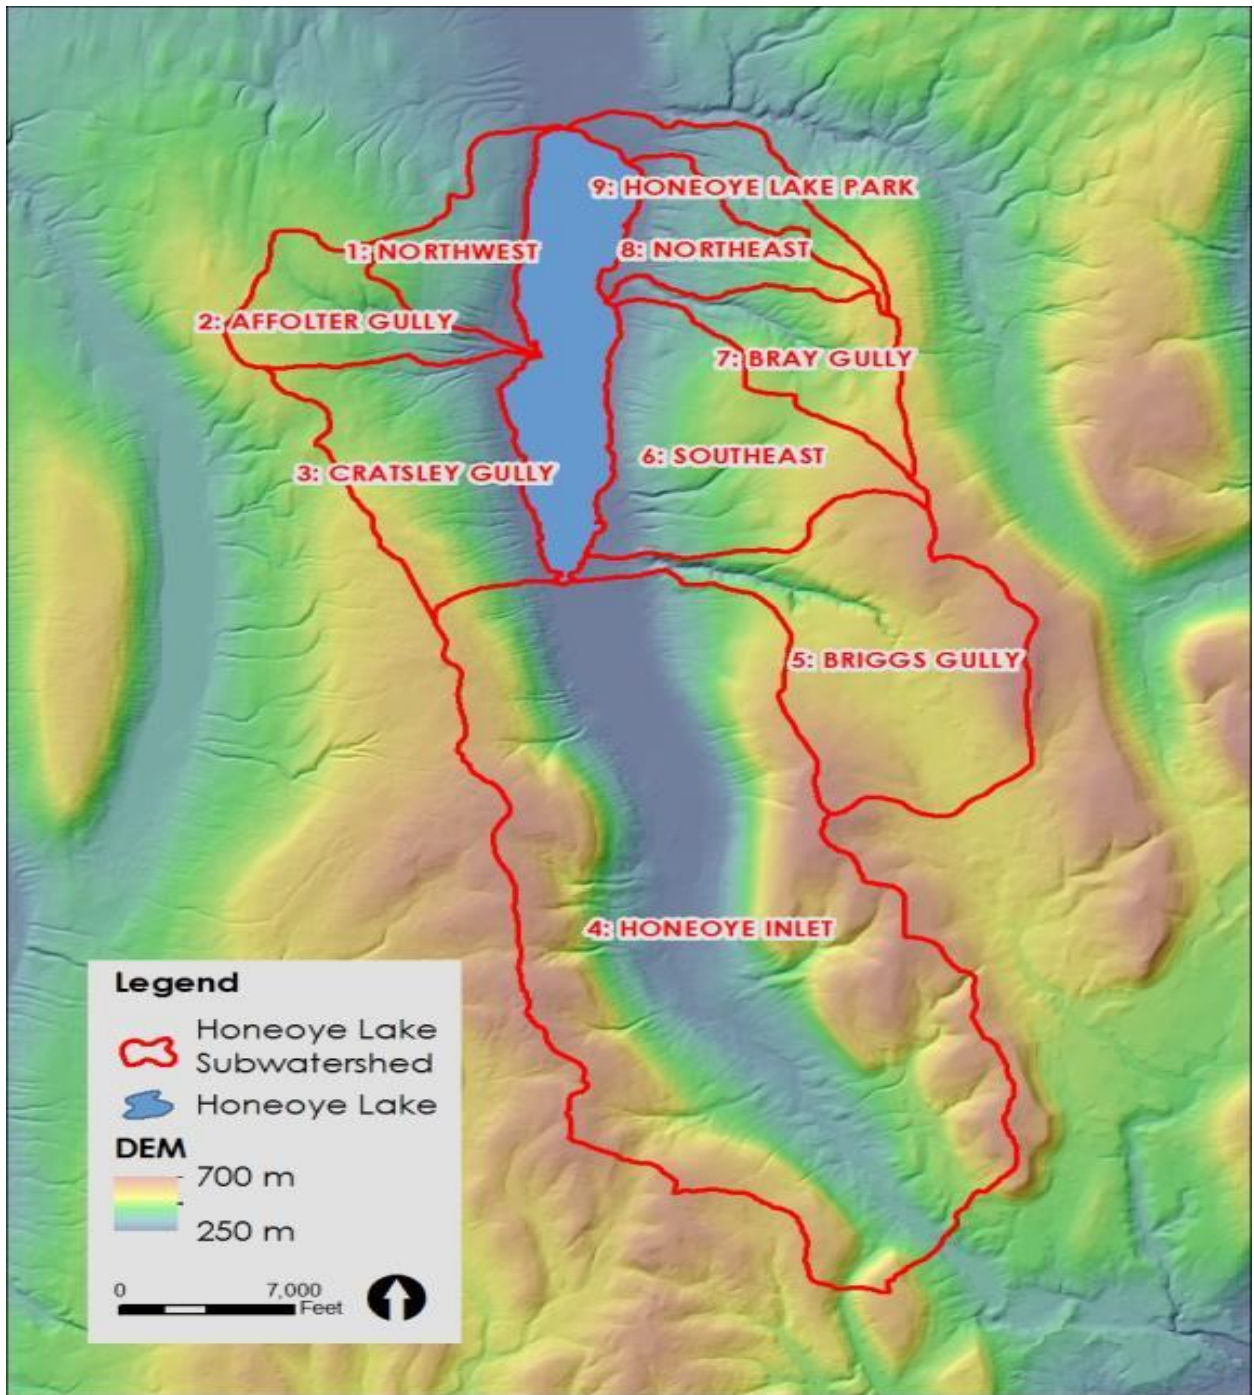 9: HONEOYE LAKE PARK
1: NORTHWEST
8: NORTHEAST
2: AFFOLTER GULLY
7: BRAY GULLY
6: SOUTHEAST
3: CRATSLEY GULLY
5: BRIGGS GULLY
4: HONEOYE INLET
Legend
Honeoye Lake
Subwatershed
Honeoye Lake
DEM
700 m
250 m
0 7,000
Feet